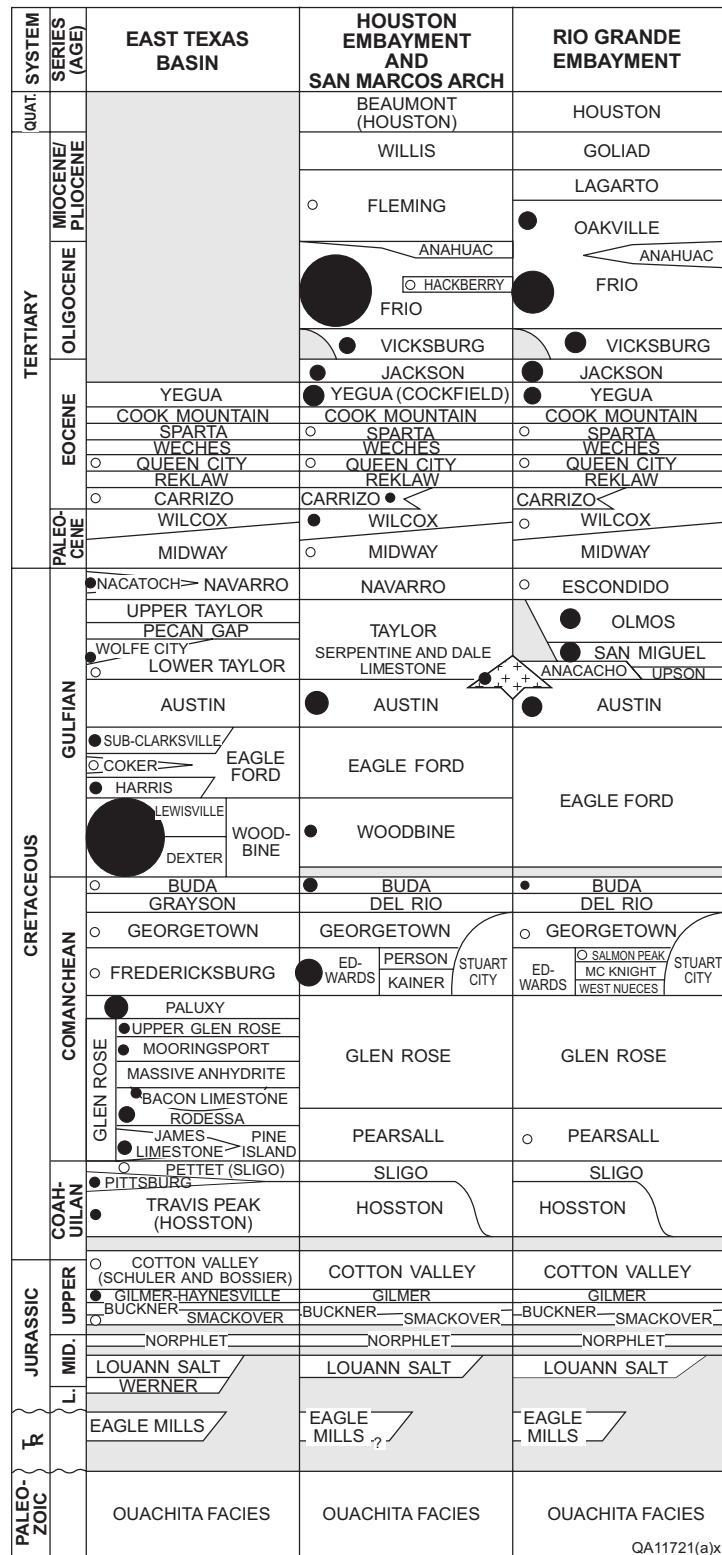 SYSTEM
SERIES
(AGE)
EAST TEXAS
BASIN
HOUSTON
EMBAYMENT
AND
SAN MARCOS ARCH
RIO GRANDE
EMBAYMENT
QUAT.
BEAUMONT
(HOUSTON)
HOUSTON
TERTIARY
MIOCENE/
PLIOCENE
WILLIS
GOLIAD
FLEMING
LAGARTO
OAKVILLE
OLIGOCENE
ANAHUAC
ANAHUAC
HACKBERRY
FRIO
FRIO
VICKSBURG
VICKSBURG
EOCENE
JACKSON
JACKSON
YEGUA
YEGUA (COCKFIELD)
YEGUA
COOK MOUNTAIN
COOK MOUNTAIN
COOK MOUNTAIN
SPARTA
SPARTA
SPARTA
WECHES
WECHES
WECHES
QUEEN CITY
QUEEN CITY
QUEEN CITY
REKLAW
REKLAW
REKLAW
CARRIZO
CARRIZO
CARRIZO
PALEO-
CENE
WILCOX
WILCOX
WILCOX
MIDWAY
MIDWAY
MIDWAY
CRETACEOUS
GULFIAN
NACATOCH
NAVARRO
NAVARRO
ESCONDIDO
UPPER TAYLOR
PECAN GAP
WOLFE CITY
LOWER TAYLOR
TAYLOR
SERPENTINE AND DALE
LIMESTONE
OLMOS
SAN MIGUEL
ANACACHO
UPSON
AUSTIN
AUSTIN
AUSTIN
SUB-CLARKSVILLE
COKER
HARRIS
EAGLE
FORD
EAGLE FORD
EAGLE FORD
LEWISVILLE
DEXTER
WOOD-
BINE
WOODBINE
COMANCHEAN
BUDA
BUDA
BUDA
GRAYSON
DEL RIO
DEL RIO
GEORGETOWN
GEORGETOWN
GEORGETOWN
FREDERICKSBURG
ED-
WARDS
PERSON
KAINER
STUART
CITY
ED-
WARDS
SALMON PEAK
MC KNIGHT
WEST NUECES
STUART
CITY
PALUXY
GLEN ROSE
UPPER GLEN ROSE
MOORINGSPORT
MASSIVE ANHYDRITE
BACON LIMESTONE
RODESSA
JAMES
LIMESTONE
PINE
ISLAND
GLEN ROSE
GLEN ROSE
PEARSALL
PEARSALL
COAH-
UILAN
PETTET (SLIGO)
PITTSBURG
TRAVIS PEAK
(HOSSTON)
SLIGO
HOSSTON
SLIGO
HOSSTON
JURASSIC
UPPER
COTTON VALLEY
(SCHULER AND BOSSIER)
COTTON VALLEY
COTTON VALLEY
GILMER-HAYNESVILLE
GILMER
GILMER
BUCKNER
SMACKOVER
BUCKNER
SMACKOVER
BUCKNER
SMACKOVER
MID.
NORPHLET
NORPHLET
NORPHLET
LOUANN SALT
LOUANN SALT
LOUANN SALT
L.
WERNER
TR
EAGLE MILLS
EAGLE
MILLS
?
EAGLE
MILLS
PALEO-
ZOIC
OUACHITA FACIES
OUACHITA FACIES
OUACHITA FACIES
QA11721(a)x